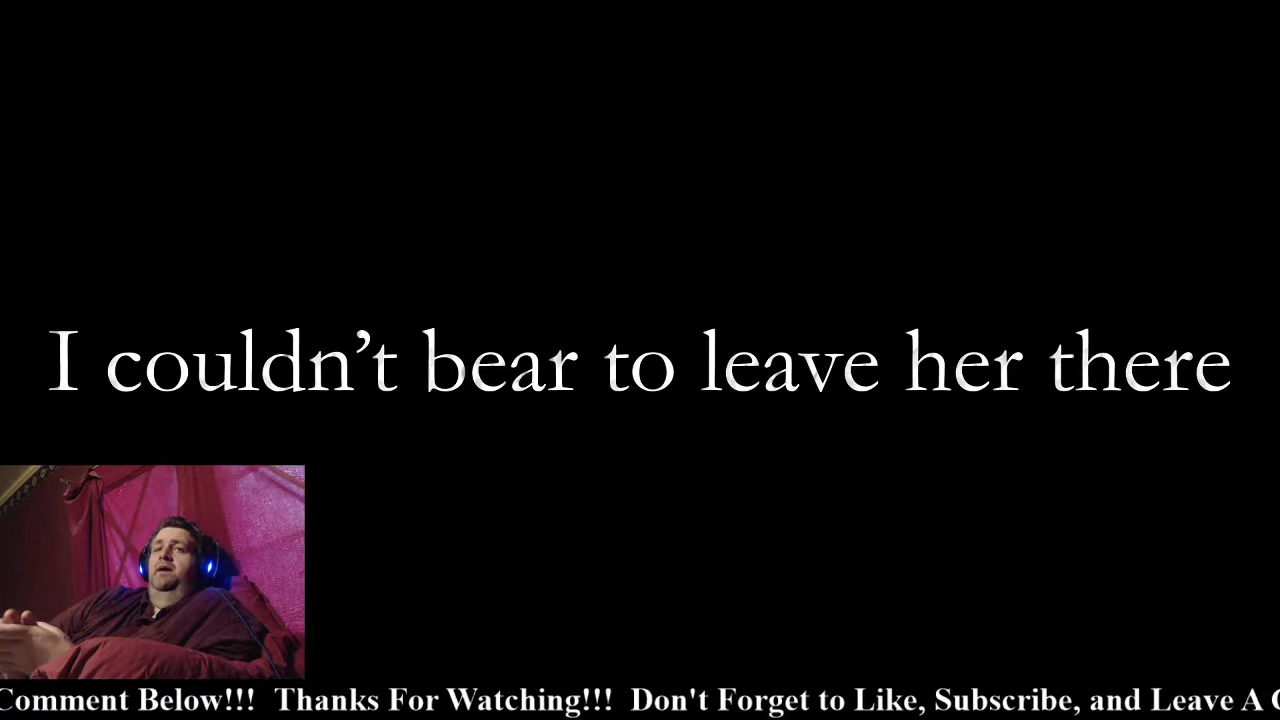 I couldn’t bear to leave her there
Comment Below!!! Thanks For Watching!!! Don't Forget to Like, Subscribe, and Leave A